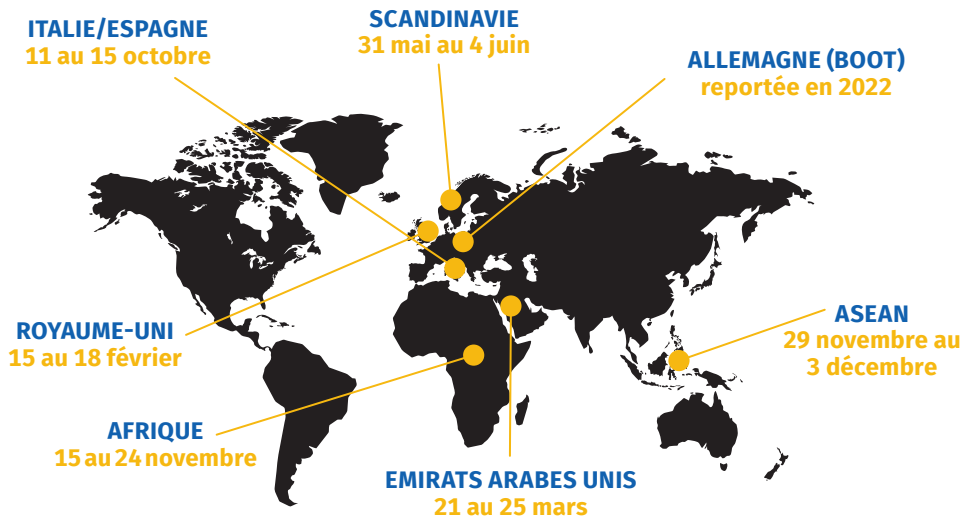 ITALIE/ESPAGNE
11 au 15 octobre
SCANDINAVIE
31 mai au 4 juin
ALLEMAGNE (BOOT)
reportée en 2022
ROYAUME-UNI
15 au 18 février
ASEAN
29 novembre au
3 décembre
AFRIQUE
15 au 24 novembre
EMIRATS ARABES UNIS
21 au 25 mars